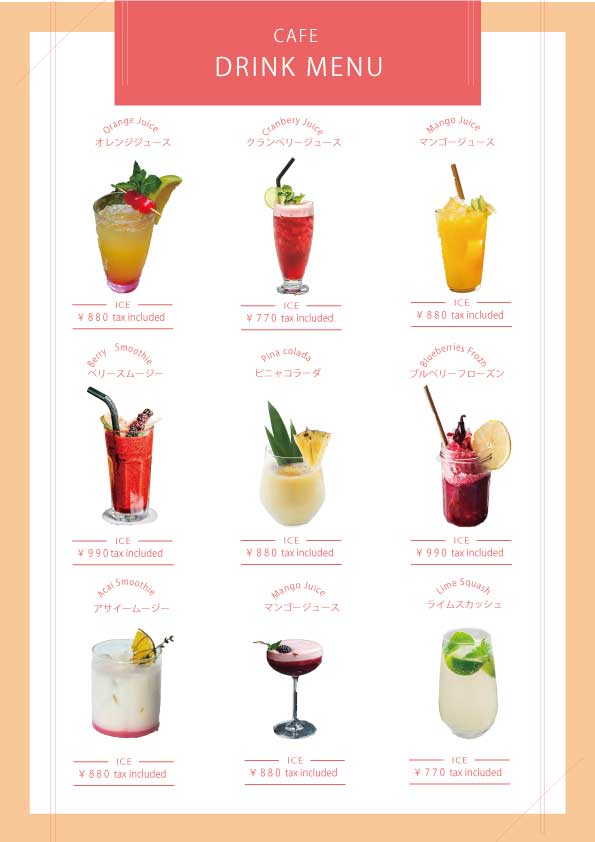 CAFE
DRINK MENU
Orange Juice
オレンジジュース
ICE
¥ 880 tax included
Cranbery Juice
クランベリージュース
ICE
¥ 770 tax included
Mango Juice
マンゴージュース
ICE
¥ 880 tax included
Berry Smoothie
ベリースムージー
ICE
¥ 990 tax included
Pina colada
ピニャコラーダ
ICE
¥ 880 tax included
Blueberries Frozn
ブルベリーフローズン
ICE
¥ 990 tax included
Acai Smoothie
アサイームージー
ICE
¥ 880 tax included
Mango Juice
マンゴージュース
ICE
¥ 880 tax included
Lime Squash
ライムスカッシュ
ICE
¥ 770 tax included